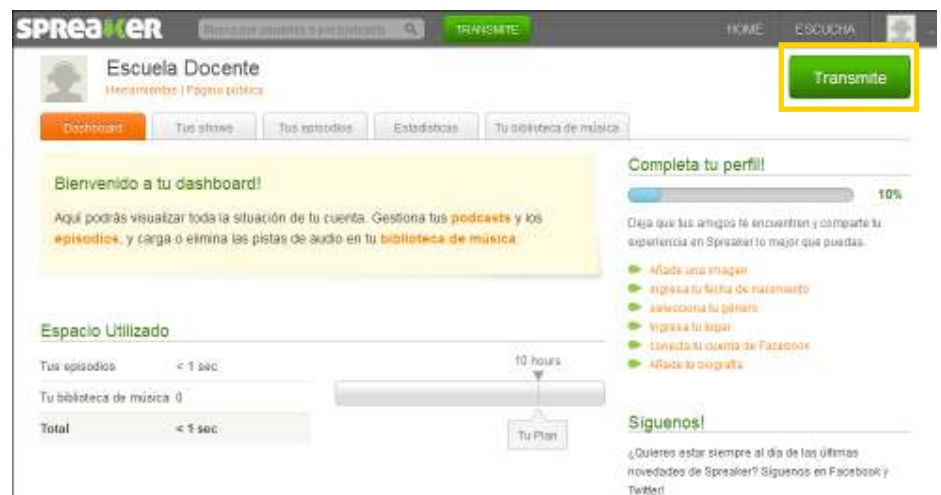 SPREAKER
Busca por usuarios o por podcasts
TRANSMITE
HOME
ESCUCHA
Escuela Docente
Herramientas | Página pública
Transmite
Dashboard
Tus shows
Tus episodios
Estadísticas
Tu biblioteca de música
Bienvenido a tu dashboard!
Aquí podrás visualizar toda la situación de tu cuenta. Gestiona tus podcasts y los
episodios, y carga o elimina las pistas de audio en tu biblioteca de música.
Completa tu perfil!
10%
Deja que tus amigos te encuentren y comparte tu
experiencia en Spreaker lo mejor que puedas.
Añade una imagen
Ingresa tu fecha de nacimiento
selecciona tu género
Ingresa tu lugar
conecta tu cuenta de Facebook
Añade tu biografía
Espacio Utilizado
Tus episodios < 1 sec
Tu biblioteca de música 0
Total < 1 sec
10 hours
Tu Plan
Síguenos!
¿Quieres estar siempre al día de las últimas
novedades de Spreaker? Síguenos en Facebook y
Twitter!